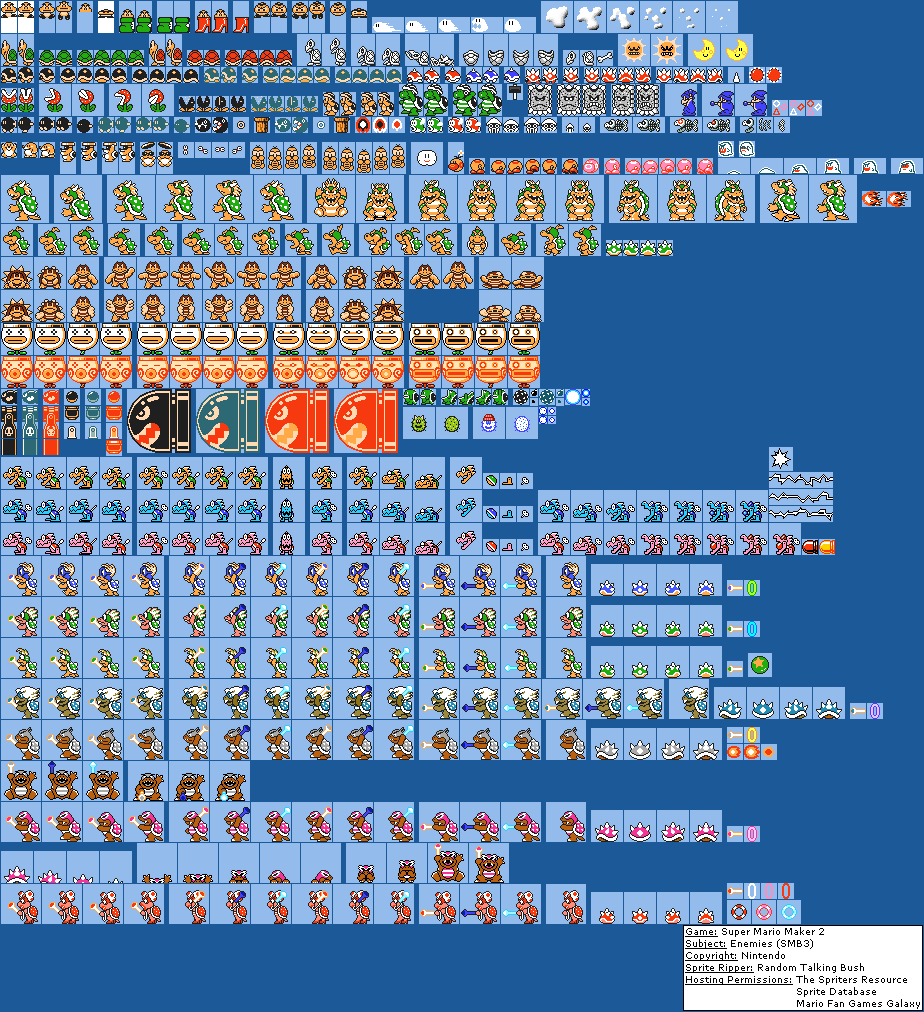 Game: Super Mario Maker 2
Subject: Enemies (SMB3)
Copyright: Nintendo
Sprite Ripper: Random Talking Bush
Hosting Permissions: The Spriters Resource
Sprite Database
Mario Fan Games Galaxy